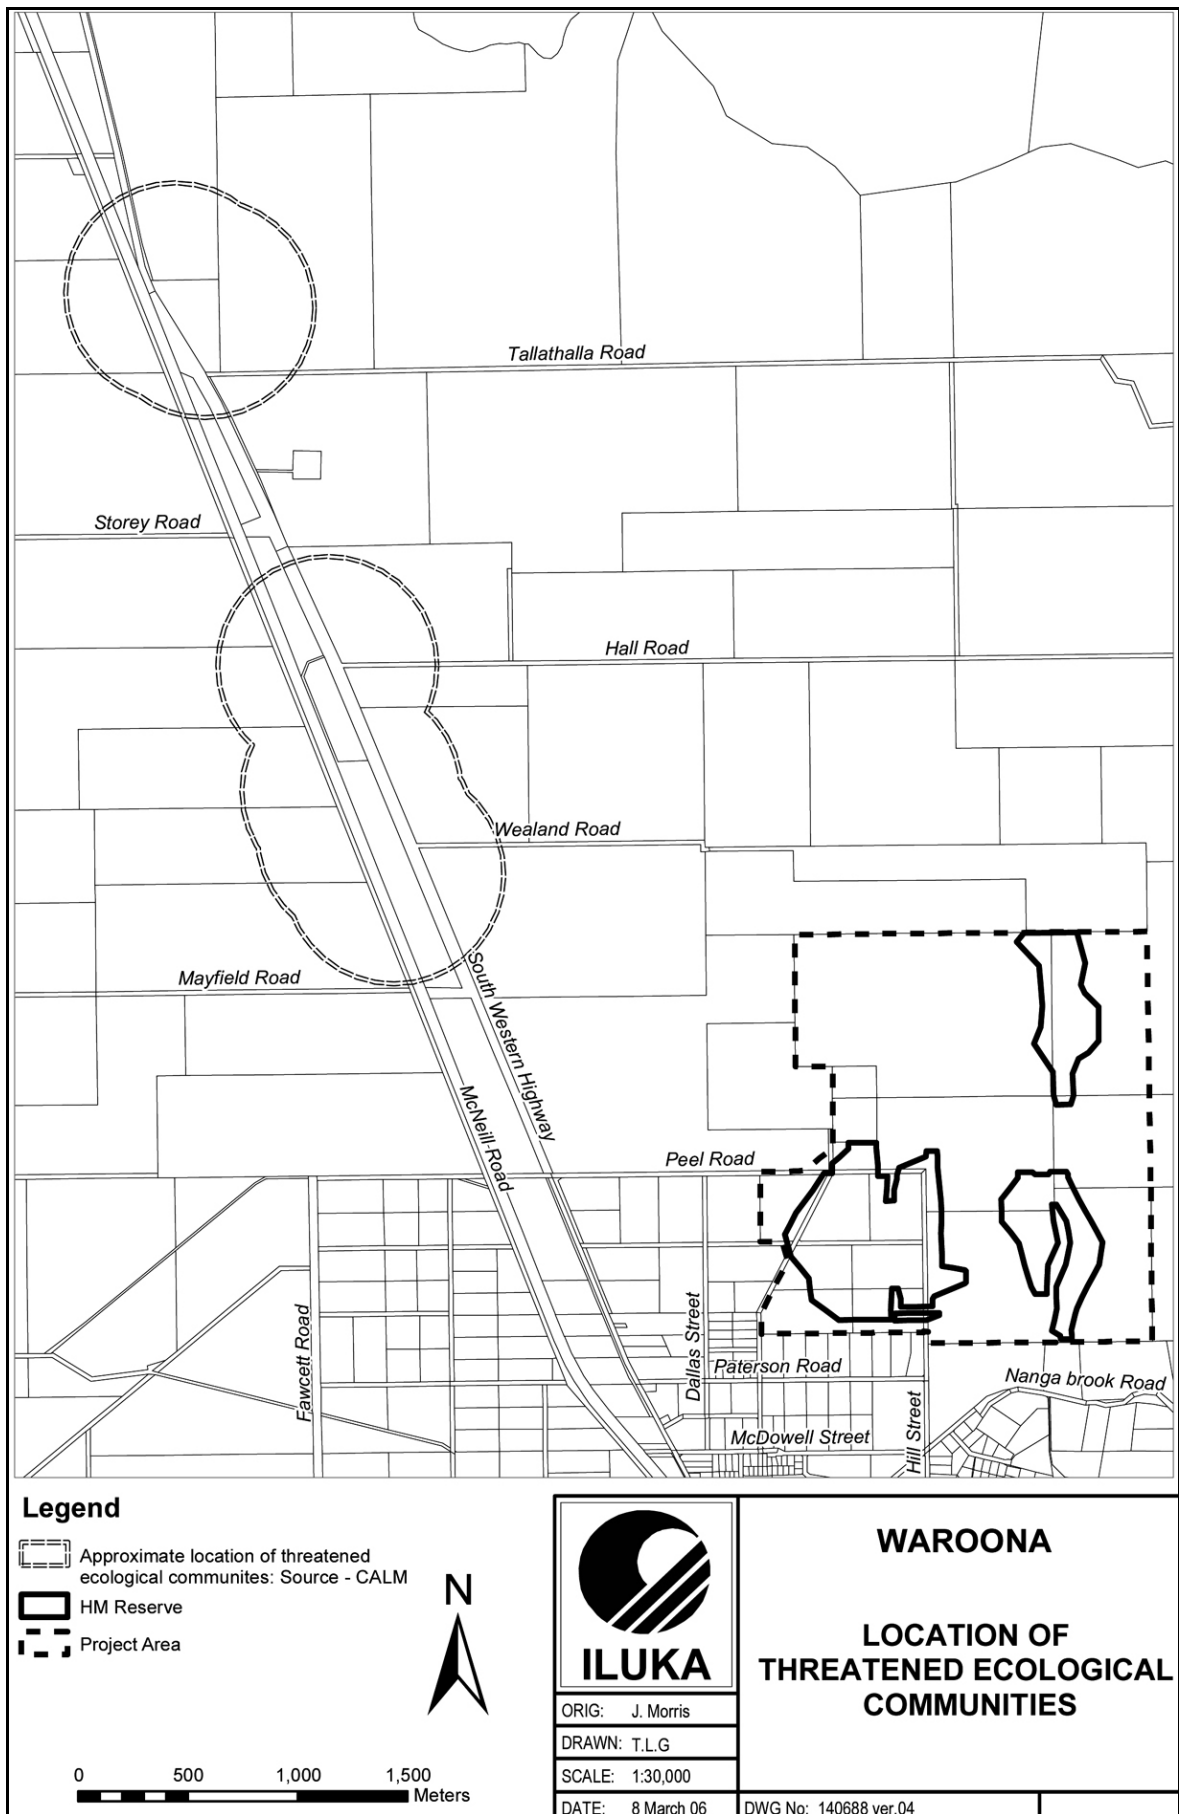 Tallathalla Road
Storey Road
Hall Road
Wealand Road
Mayfield Road
South Western Highway
McNeill Road
Peel Road
Fawcett Road
Dallas Street
Paterson Road
Nanga brook Road
McDowell Street
Hill Street
Legend
Approximate location of threatened
ecological communites: Source - CALM
HM Reserve
Project Area
N
0 500 1,000 1,500
Meters
ILUKA
ORIG: J. Morris
DRAWN: T.L.G
SCALE: 1:30,000
DATE: 8 March 06
WAROONA
LOCATION OF
THREATENED ECOLOGICAL
COMMUNITIES
DWG No: 140688 ver.04